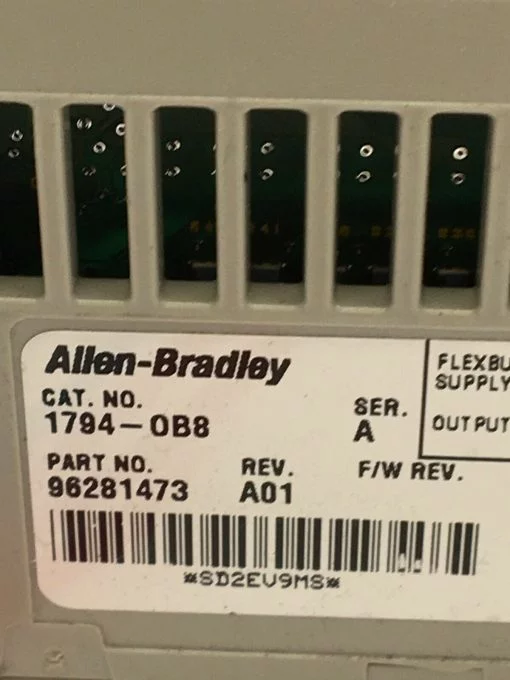 Allen-Bradley
CAT. NO.
1794-OB8
SER.
A
PART NO.
96281473
REV.
A01
F/W REV.
FLEXBU
SUPPLY
OUTPUT
*SD2EV9MS*